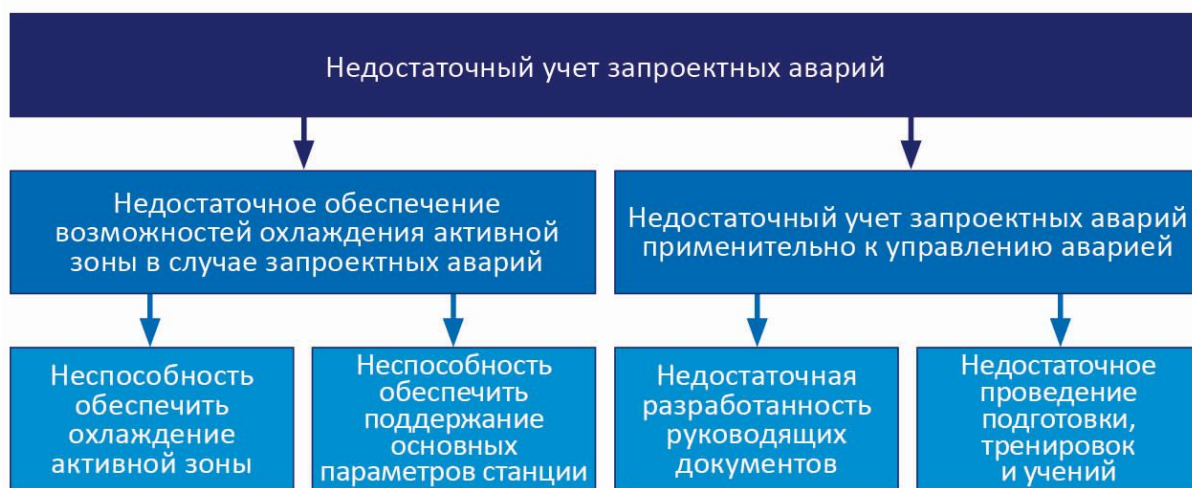 Недостаточный учет запроектных аварий
Недостаточное обеспечение
возможностей охлаждения активной
зоны в случае запроектных аварий
Недостаточный учет запроектных аварий
применительно к управлению аварией
Неспособность
обеспечить
охлаждение
активной зоны
Неспособность
обеспечить
поддержание
основных
параметров станции
Недостаточная
разработанность
руководящих
документов
Недостаточное
проведение
подготовки,
тренировок
и учений